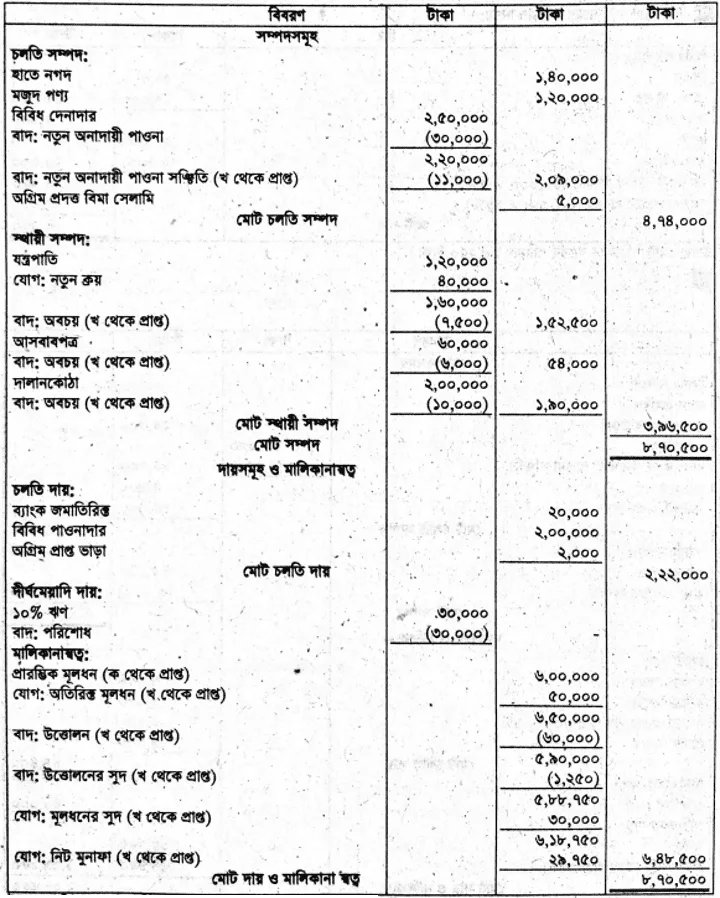 বিবরণ টাকা টাকা টাকা
সম্পদসমূহ
চলতি সম্পদ:
হাতে নগদ ১,৪০,০০০
মজুদ পণ্য ১,২০,০০০
বিবিধ দেনাদার ২,৫০,০০০
বাদ: নতুন অনাদায়ী পাওনা (৩০,০০০)
২,২০,০০০
বাদ: নতুন অনাদায়ী পাওনা সঞ্চিতি (খ থেকে প্রাপ্ত) (১১,০০০) ২,০৯,০০০
অগ্রিম প্রদত্ত বিমা সেলামি ৫,০০০
মোট চলতি সম্পদ ৪,৭৪,০০০
স্থায়ী সম্পদ:
যন্ত্রপাতি ১,২০,০০০
যোগ: নতুন ক্রয় ৪০,০০০
১,৬০,০০০
বাদ: অবচয় (খ থেকে প্রাপ্ত) (৭,৫০০) ১,৫২,৫০০
আসবাবপত্র ৬০,০০০
বাদ: অবচয় (খ থেকে প্রাপ্ত) (৬,০০০) ৫৪,০০০
দালানকোঠা ২,০০,০০০
বাদ: অবচয় (খ থেকে প্রাপ্ত) (১০,০০০) ১,৯০,০০০
মোট স্থায়ী সম্পদ ৩,৯৬,৫০০
মোট সম্পদ ৮,৭০,৫০০
দায়সমূহ ও মালিকানাস্বত্ব
চলতি দায়:
ব্যাংক জমাতিরিক্ত ২০,০০০
বিবিধ পাওনাদার ২,০০,০০০
অগ্রিম প্রাপ্ত ভাড়া ২,০০০
মোট চলতি দায় ২,২২,০০০
দীর্ঘমেয়াদি দায়:
১০% ঋণ ৩০,০০০
বাদ: পরিশোধ (৩০,০০০)
মালিকানাস্বত্ব:
প্রারম্ভিক মূলধন (ক থেকে প্রাপ্ত) ৬,০০,০০০
যোগ: অতিরিক্ত মূলধন (খ থেকে প্রাপ্ত) ৫০,০০০
৬,৫০,০০০
বাদ: উত্তোলন (খ থেকে প্রাপ্ত) (৬০,০০০)
৫,৯০,০০০
বাদ: উত্তোলনের সুদ (খ থেকে প্রাপ্ত) (১,২৫০)
৫,৮৮,৭৫০
যোগ: মূলধনের সুদ (খ থেকে প্রাপ্ত) ৩০,০০০
৬,১৮,৭৫০
যোগ: নিট মুনাফা (খ থেকে প্রাপ্ত) ২৯,৭৫০ ৬,৪৮,৫০০
মোট দায় ও মালিকানা স্বত্ব ৮,৭০,৫০০